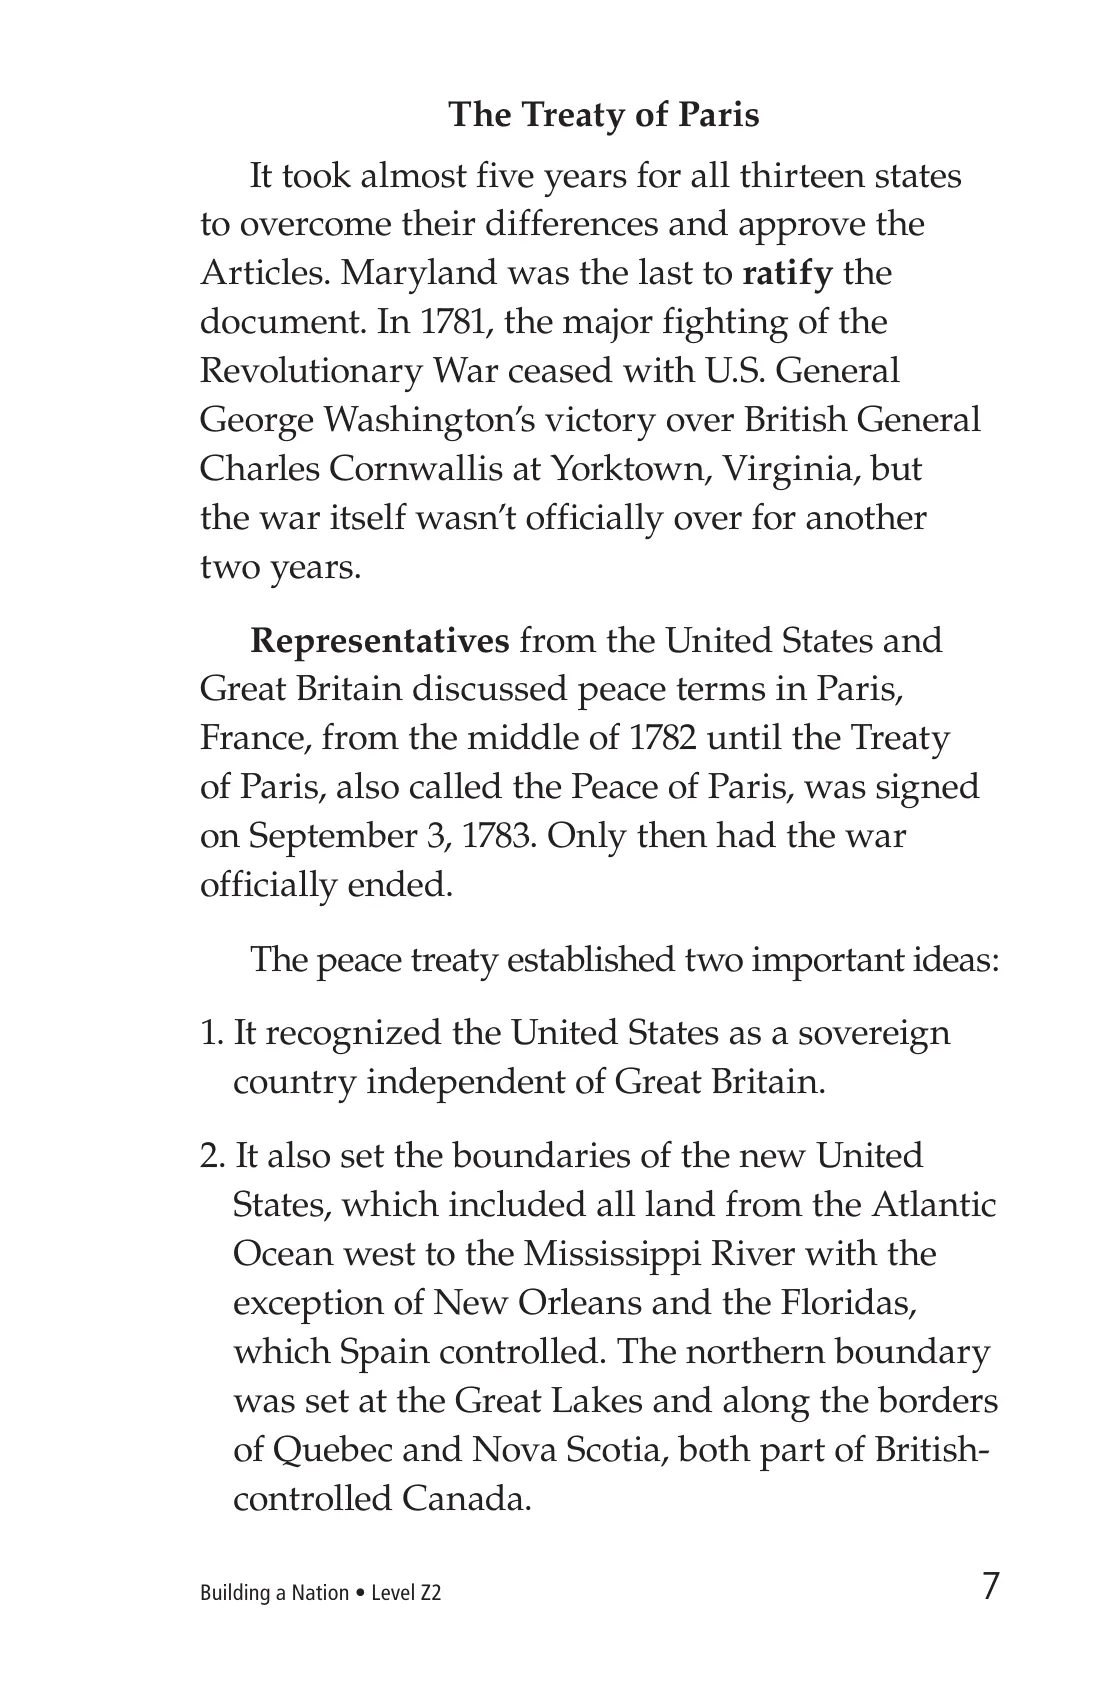 The Treaty of Paris
It took almost five years for all thirteen states
to overcome their differences and approve the
Articles. Maryland was the last to ratify the
document. In 1781, the major fighting of the
Revolutionary War ceased with U.S. General
George Washington’s victory over British General
Charles Cornwallis at Yorktown, Virginia, but
the war itself wasn’t officially over for another
two years.
Representatives from the United States and
Great Britain discussed peace terms in Paris,
France, from the middle of 1782 until the Treaty
of Paris, also called the Peace of Paris, was signed
on September 3, 1783. Only then had the war
officially ended.
The peace treaty established two important ideas:
1. It recognized the United States as a sovereign
country independent of Great Britain.
2. It also set the boundaries of the new United
States, which included all land from the Atlantic
Ocean west to the Mississippi River with the
exception of New Orleans and the Floridas,
which Spain controlled. The northern boundary
was set at the Great Lakes and along the borders
of Quebec and Nova Scotia, both part of British-
controlled Canada.
Building a Nation • Level Z2
7